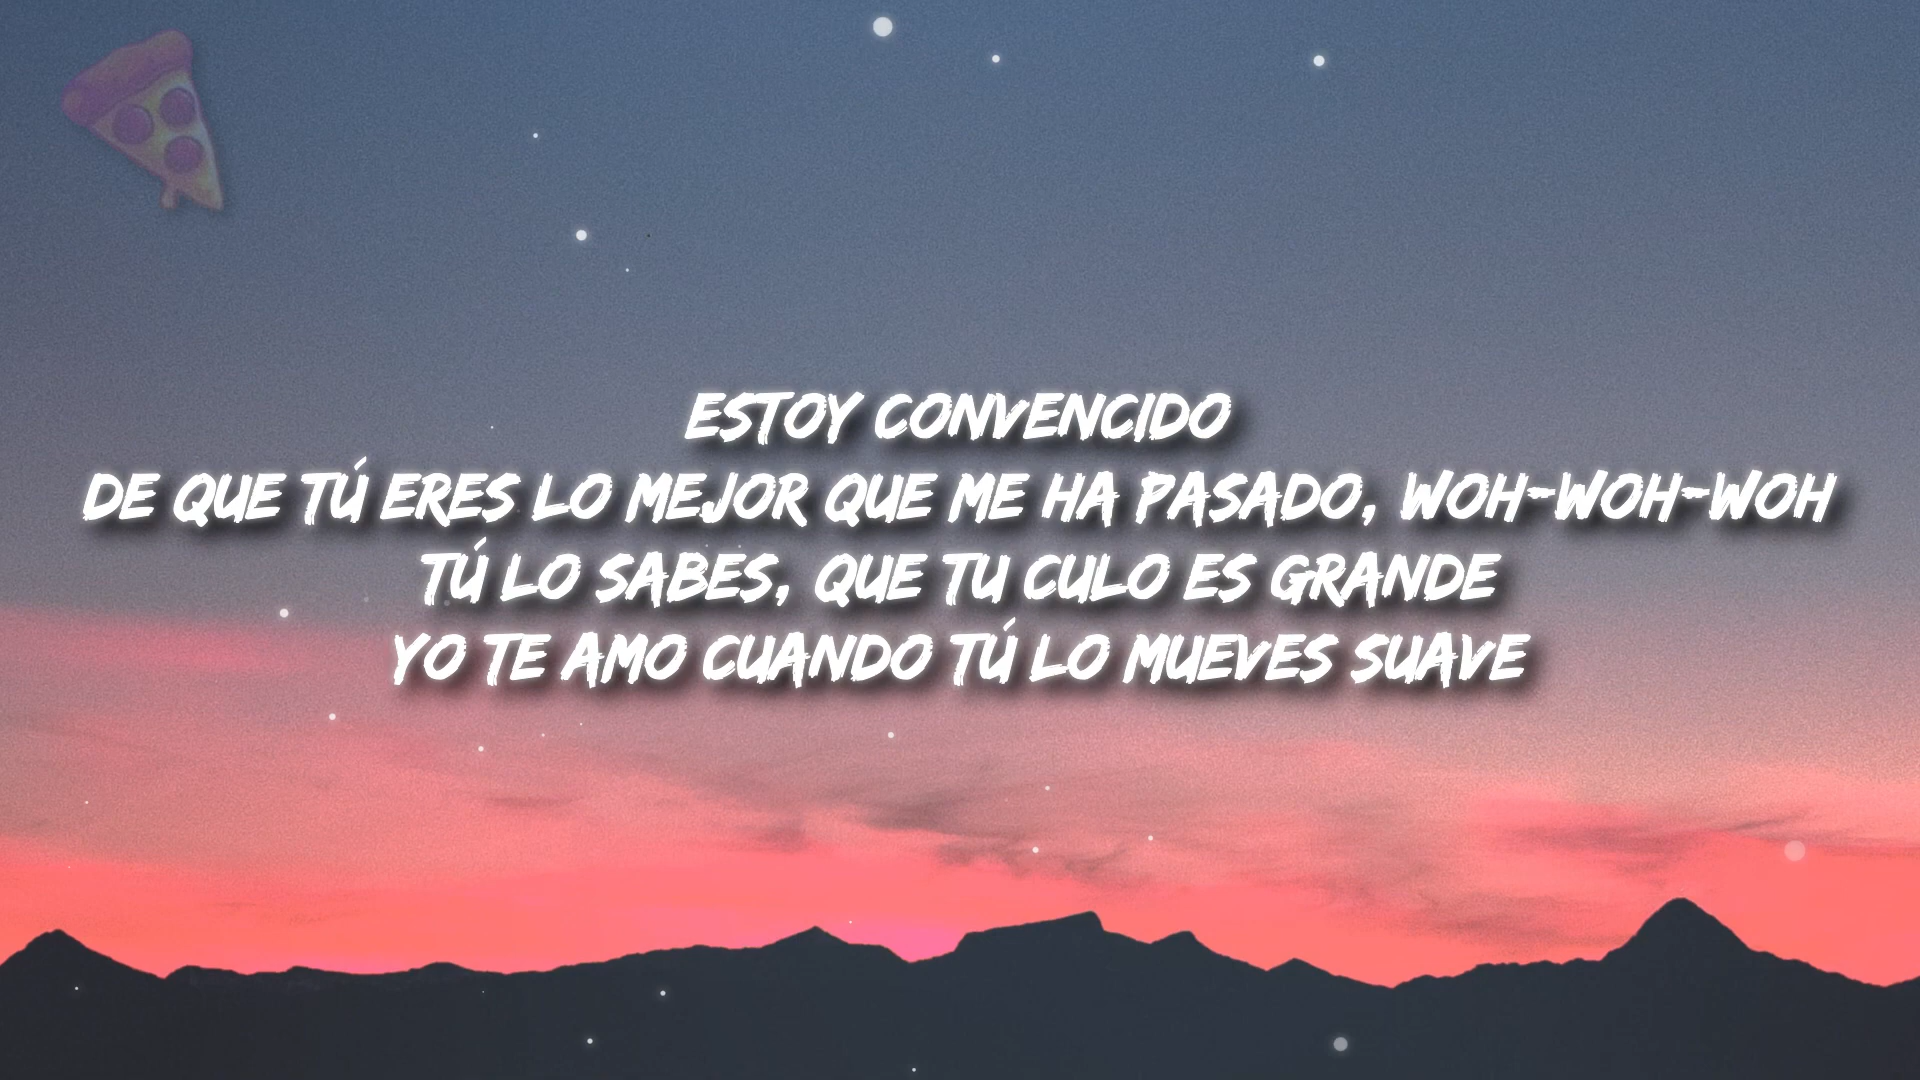 ESTOY CONVENCIDO
DE QUE TÚ ERES LO MEJOR QUE ME HA PASADO, WOH-WOH-WOH
TÚ LO SABES, QUE TU CULO ES GRANDE
YO TE AMO CUANDO TÚ LO MUEVES SUAVE